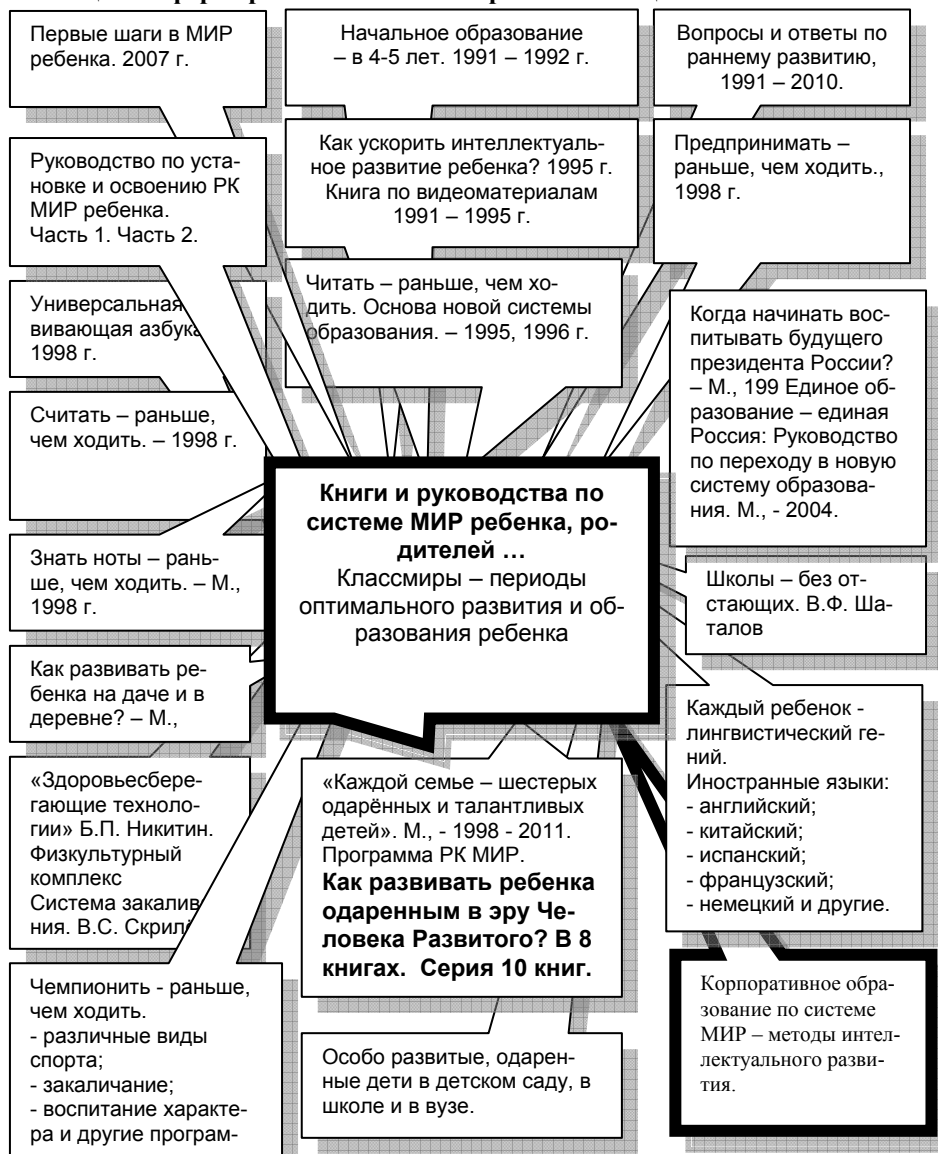 Первые шаги в МИР
ребенка. 2007 г.
Начальное образование
– в 4-5 лет. 1991 – 1992 г.
Вопросы и ответы по
раннему развитию,
1991 – 2010.
Руководство по уста-
новке и освоению РК
МИР ребенка.
Часть 1. Часть 2.
Как ускорить интеллектуаль-
ное развитие ребенка? 1995 г.
Книга по видеоматериалам
1991 – 1995 г.
Предпринимать –
раньше, чем ходить.,
1998 г.
Универсальная
вивающая азбука
1998 г.
Читать – раньше, чем хо-
дить. Основа новой системы
образования. – 1995, 1996 г.
Когда начинать вос-
питывать будущего
президента России?
– М., 199 Единое об-
разование – единая
Россия: Руководство
по переходу в новую
систему образова-
ния. М., - 2004.
Считать – раньше,
чем ходить. – 1998 г.
Книги и руководства по
системе МИР ребенка, ро-
дителей …
Классмиры – периоды
оптимального развития и об-
разования ребенка
Знать ноты – рань-
ше, чем ходить. – М.,
1998 г.
Школы – без от-
стающих. В.Ф. Ша-
талов
Как развивать ре-
бенка на даче и в
деревне? – М.,
Каждый ребенок -
лингвистический ге-
ний.
Иностранные языки:
- английский;
- китайский;
- испанский;
- французский;
- немецкий и другие.
«Здоровьесбере-
гающие техноло-
гии» Б.П. Никитин.
Физкультурный
комплекс
Система закалив
ния. В.С. Скрил
«Каждой семье – шестерых
одарённых и талантливых
детей». М., - 1998 - 2011.
Программа РК МИР.
Как развивать ребенка
одаренным в эру Че-
ловека Развитого? В 8
книгах. Серия 10 книг.
Чемпионить - раньше,
чем ходить.
- различные виды
спорта;
- закаличание;
- воспитание характе-
ра и другие програм-
Особо развитые, одарен-
ные дети в детском саду, в
школе и в вузе.
Корпоративное обра-
зование по системе
МИР – методы интел-
лектуального разви-
тия.